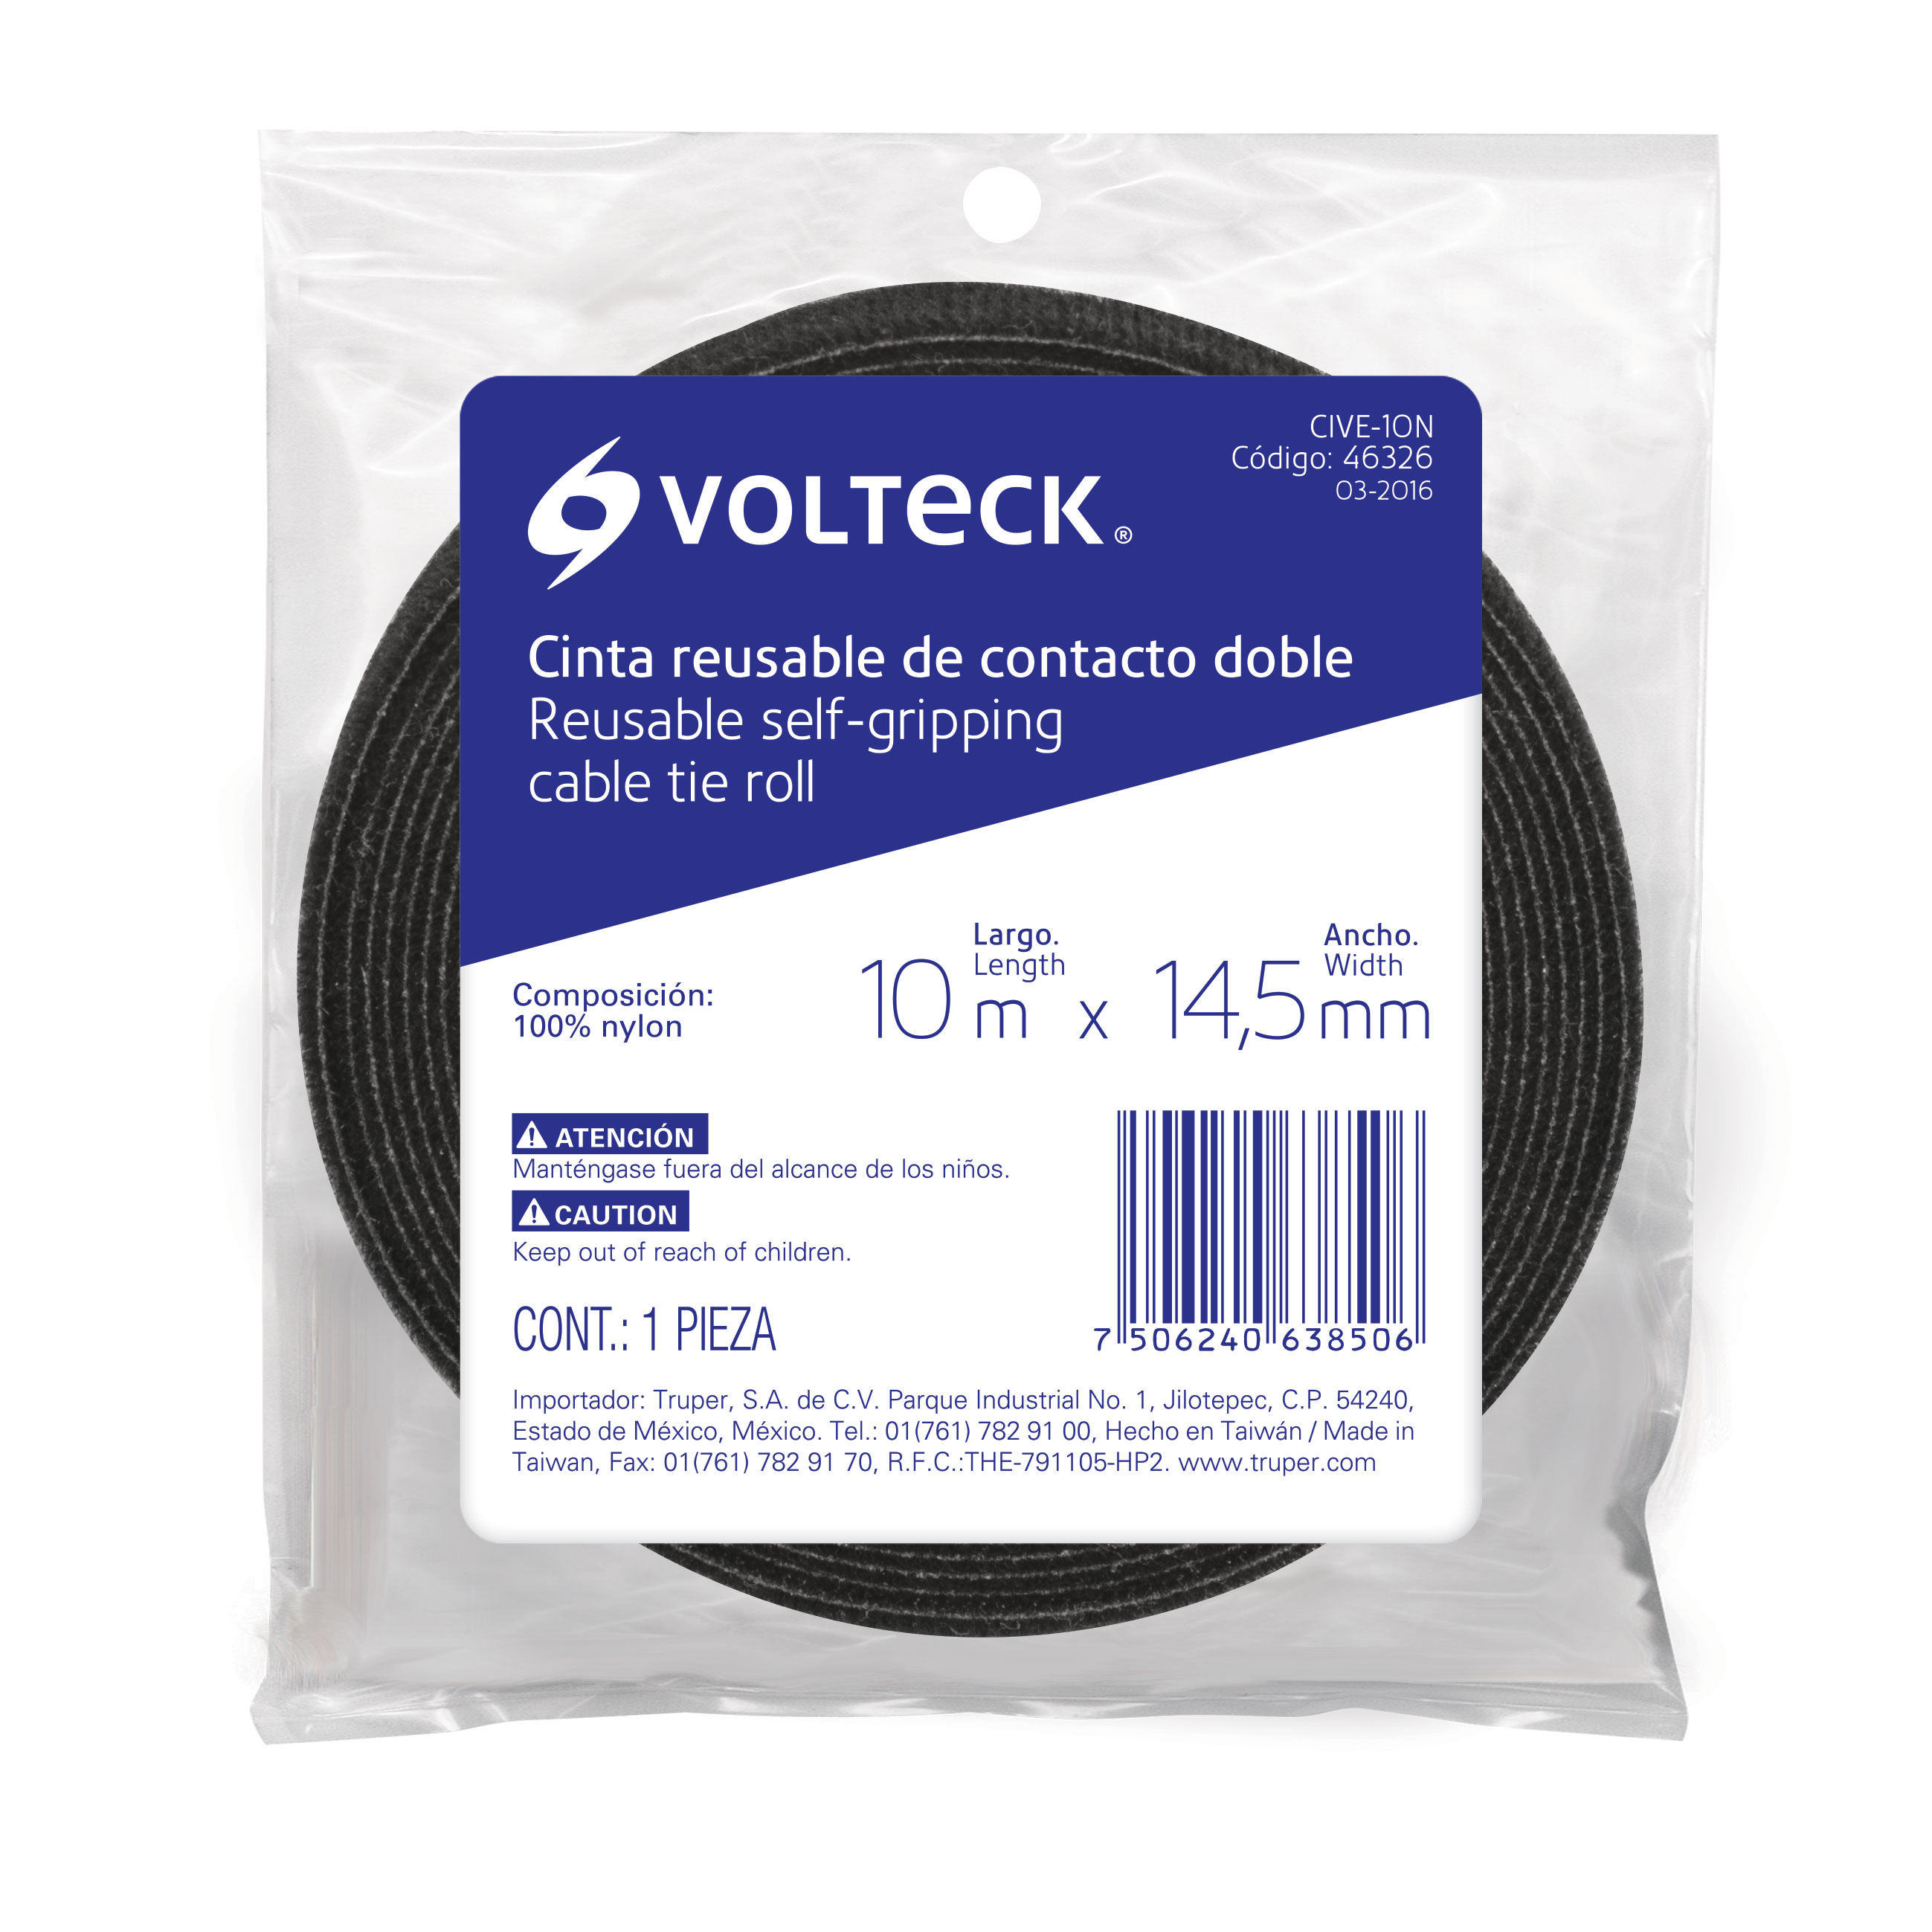 VOLTECK®
CIVE-10N
Código: 46326
03-2016
Cinta reusable de contacto doble
Reusable self-gripping
cable tie roll
Composición:
100% nylon
Largo.
Length
10 m x 14,5 mm
Ancho.
Width
ATENCIÓN
Manténgase fuera del alcance de los niños.
CAUTION
Keep out of reach of children.
CONT.: 1 PIEZA
7 506240 638506
Importador: Truper, S.A. de C.V. Parque Industrial No. 1, Jilotepec, C.P. 54240,
Estado de México, México. Tel.: 01(761) 782 91 00, Hecho en Taiwán / Made in
Taiwan, Fax: 01(761) 782 91 70, R.F.C.:THE-791105-HP2. www.truper.com